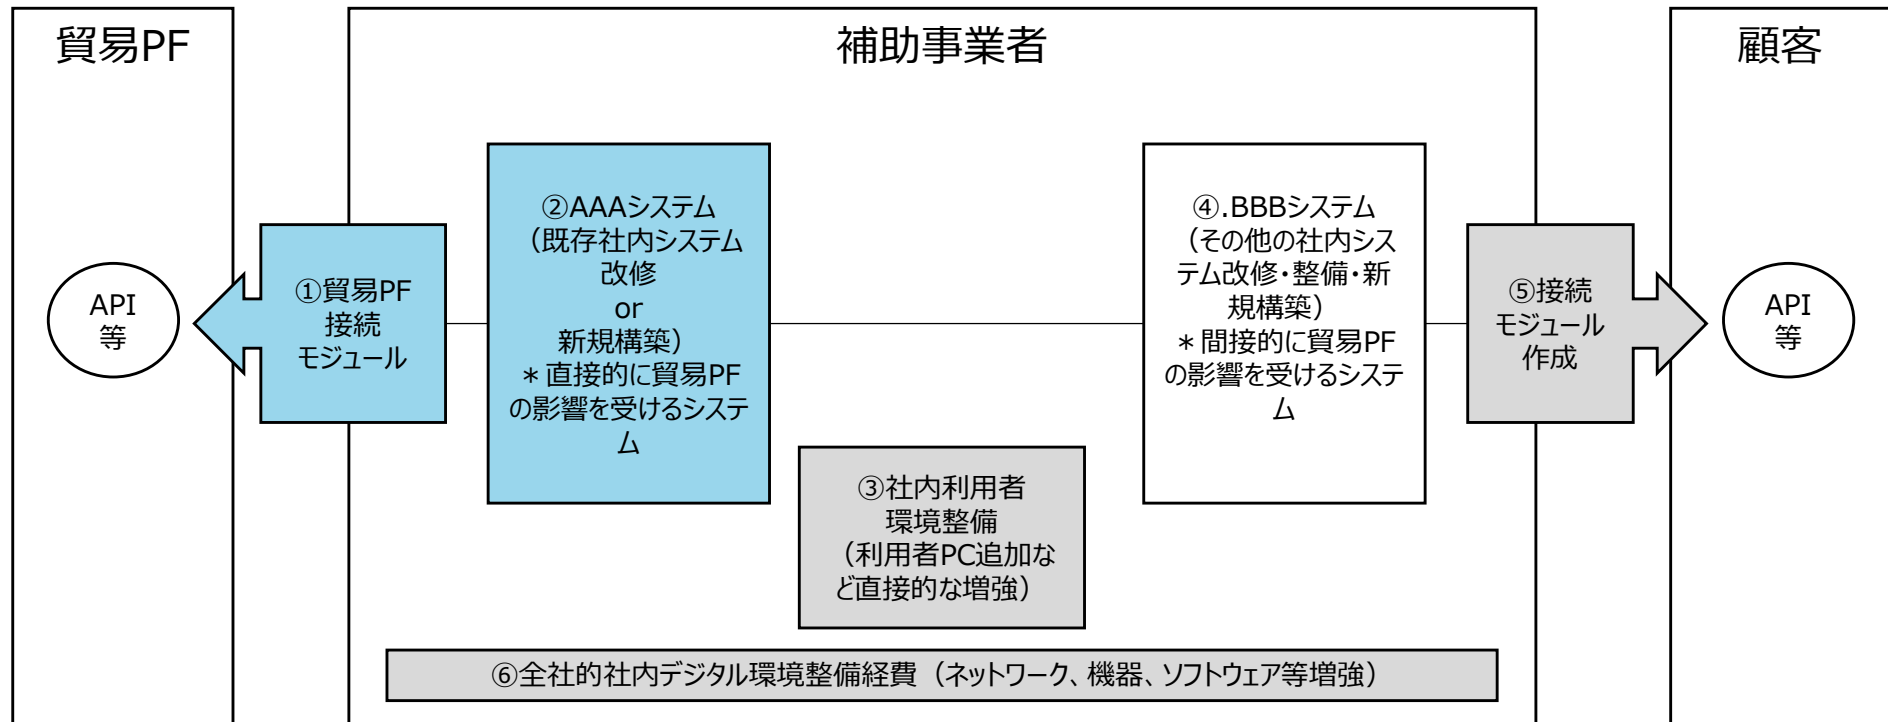 貿易PF
補助事業者
顧客
API
等
①貿易PF
接続
モジュール
②AAAシステム
（既存社内システム
改修
or
新規構築）
＊直接的に貿易PF
の影響を受けるシステ
ム
③社内利用者
環境整備
（利用者PC追加な
ど直接的な増強）
④.BBBシステム
（その他の社内シス
テム改修・整備・新
規構築）
＊間接的に貿易PF
の影響を受けるシステ
ム
⑤接続
モジュール
作成
API
等
⑥全社的社内デジタル環境整備経費（ネットワーク、機器、ソフトウェア等増強）